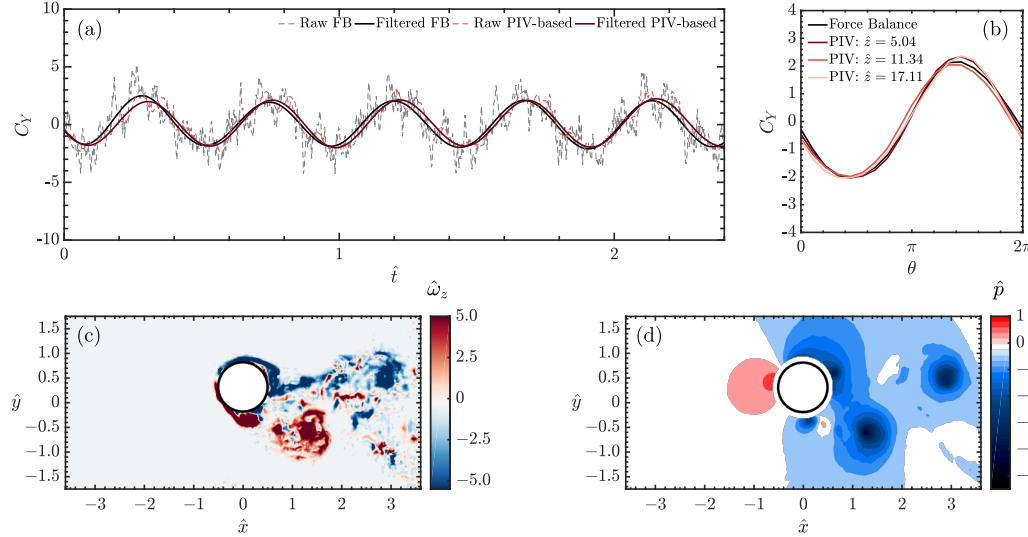 (a)
Raw FB Filtered FB Raw PIV-based Filtered PIV-based
10
5
0
-5
-10
C_Y
0 1 2
t̂
(b)
Force Balance
PIV: ẑ = 5.04
PIV: ẑ = 11.34
PIV: ẑ = 17.11
4
3
2
1
0
-1
-2
-3
-4
C_Y
0 π 2π
θ
(c)
ω̂_z
5.0
2.5
0
−2.5
−5.0
1.5
1.0
0.5
0
−0.5
−1.0
−1.5
ŷ
−3 −2 −1 0 1 2 3
x̂
(d)
p̂
1
0
−
−
−
−
1.5
1.0
0.5
0
−0.5
−1.0
−1.5
ŷ
−3 −2 −1 0 1 2 3
x̂